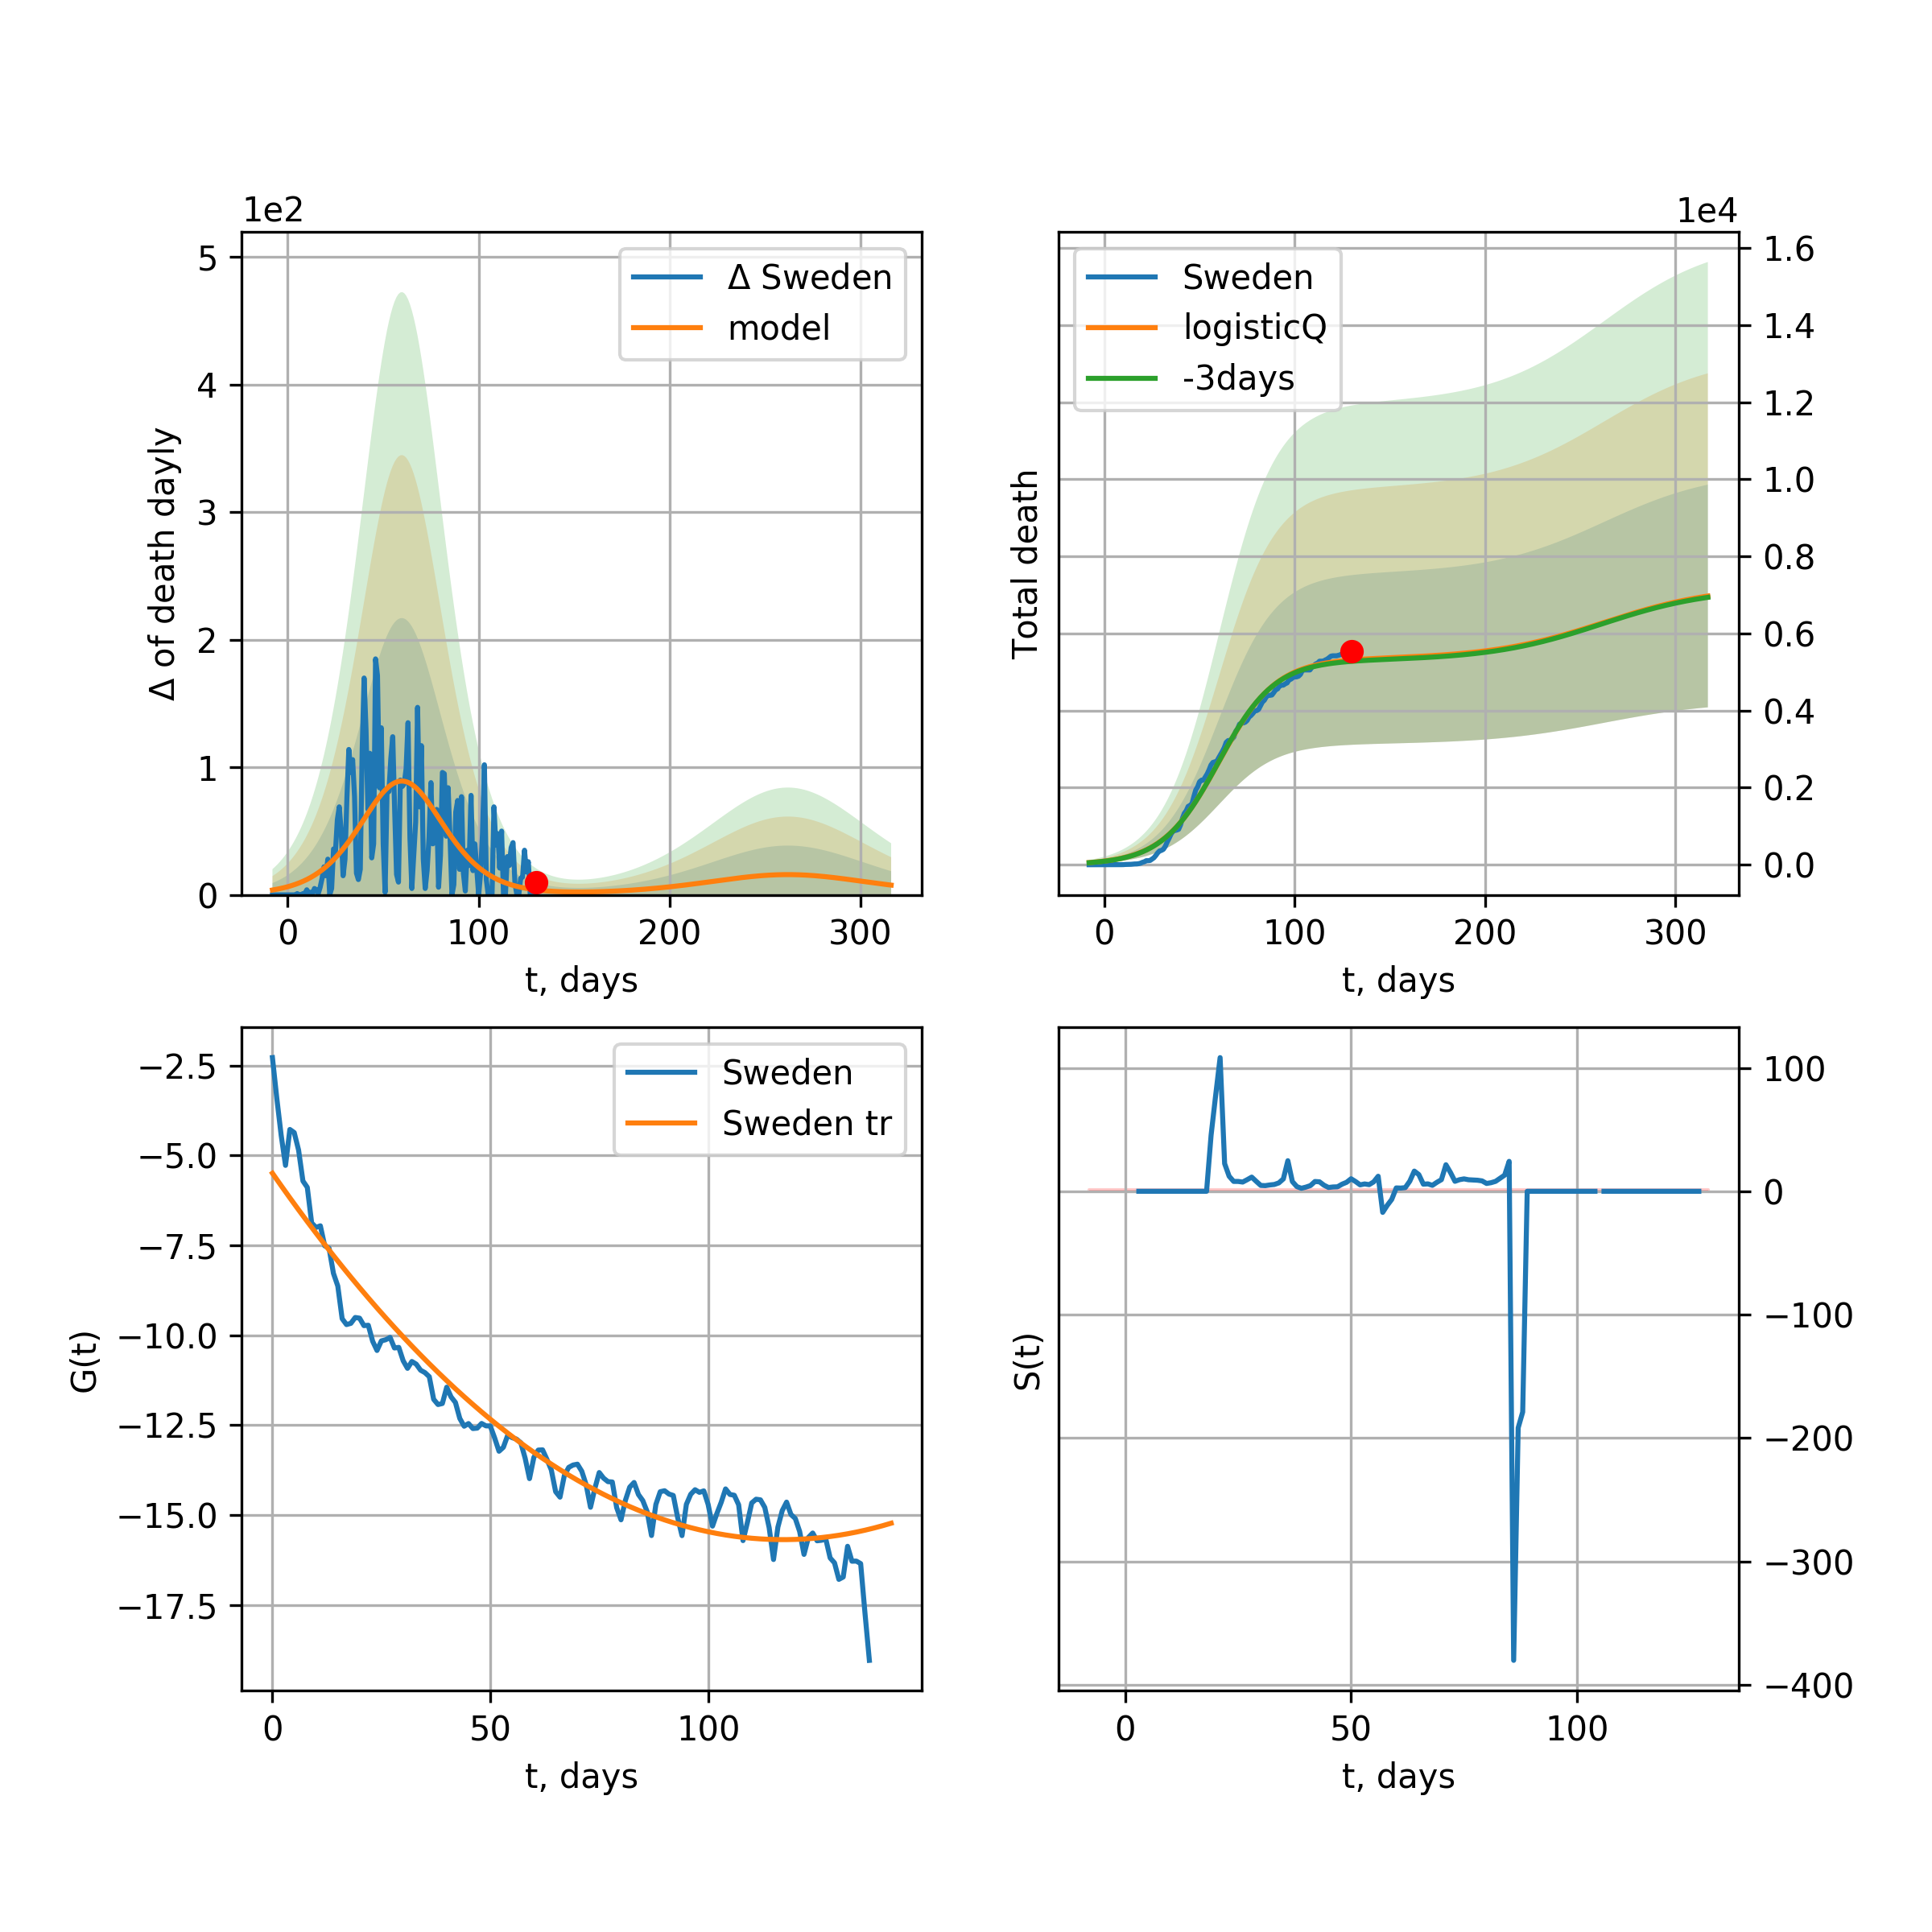 1e2
5
4
3
2
1
0
Δ of death dayly
Δ Sweden
model
0 100 200 300
t, days
1e4
1.6
1.4
1.2
1.0
0.8
0.6
0.4
0.2
0.0
Total death
Sweden
logisticQ
-3days
0 100 200 300
t, days
−2.5
−5.0
−7.5
−10.0
−12.5
−15.0
−17.5
G(t)
Sweden
Sweden tr
0 50 100
t, days
100
0
−100
−200
−300
−400
S(t)
0 50 100
t, days